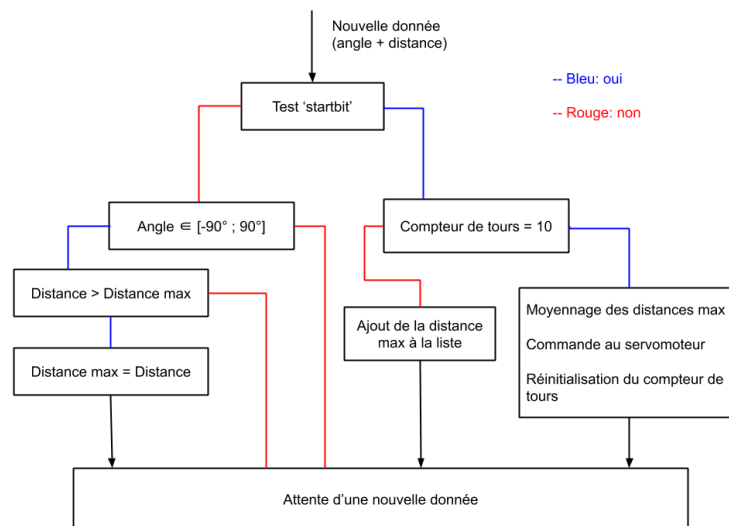 Nouvelle donnée
(angle + distance)
-- Bleu: oui
Test ‘startbit’
-- Rouge: non
Angle ∈ [-90° ; 90°]
Compteur de tours = 10
Distance > Distance max
Moyennage des distances max
Ajout de la distance
max à la liste
Commande au servomoteur
Distance max = Distance
Réinitialisation du compteur de
tours
Attente d’une nouvelle donnée